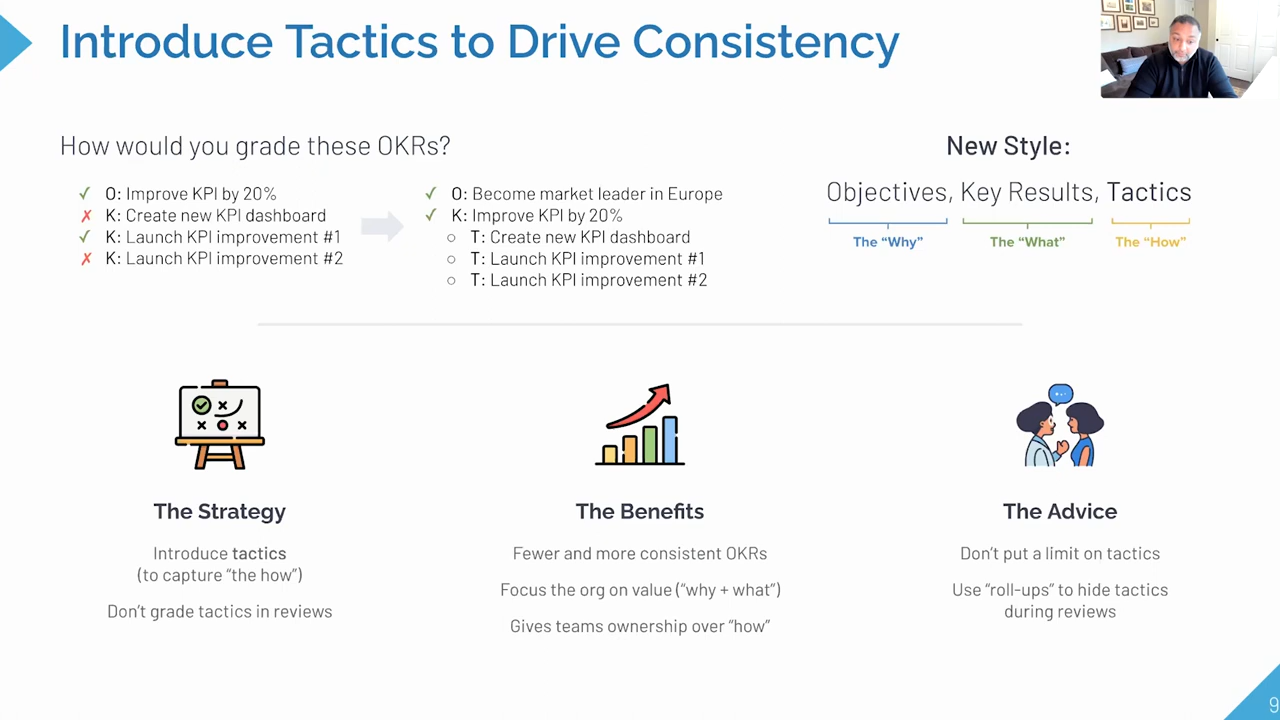 Introduce Tactics to Drive Consistency
How would you grade these OKRs?
✓ O: Improve KPI by 20%
✗ K: Create new KPI dashboard
✓ K: Launch KPI improvement #1
✗ K: Launch KPI improvement #2
✓ O: Become market leader in Europe
✓ K: Improve KPI by 20%
○ T: Create new KPI dashboard
○ T: Launch KPI improvement #1
○ T: Launch KPI improvement #2
New Style:
Objectives, Key Results, Tactics
The “Why” The “What” The “How”
The Strategy
Introduce tactics
(to capture “the how”)
Don’t grade tactics in reviews
The Benefits
Fewer and more consistent OKRs
Focus the org on value (“why + what”)
Gives teams ownership over “how”
The Advice
Don’t put a limit on tactics
Use “roll-ups” to hide tactics
during reviews
9